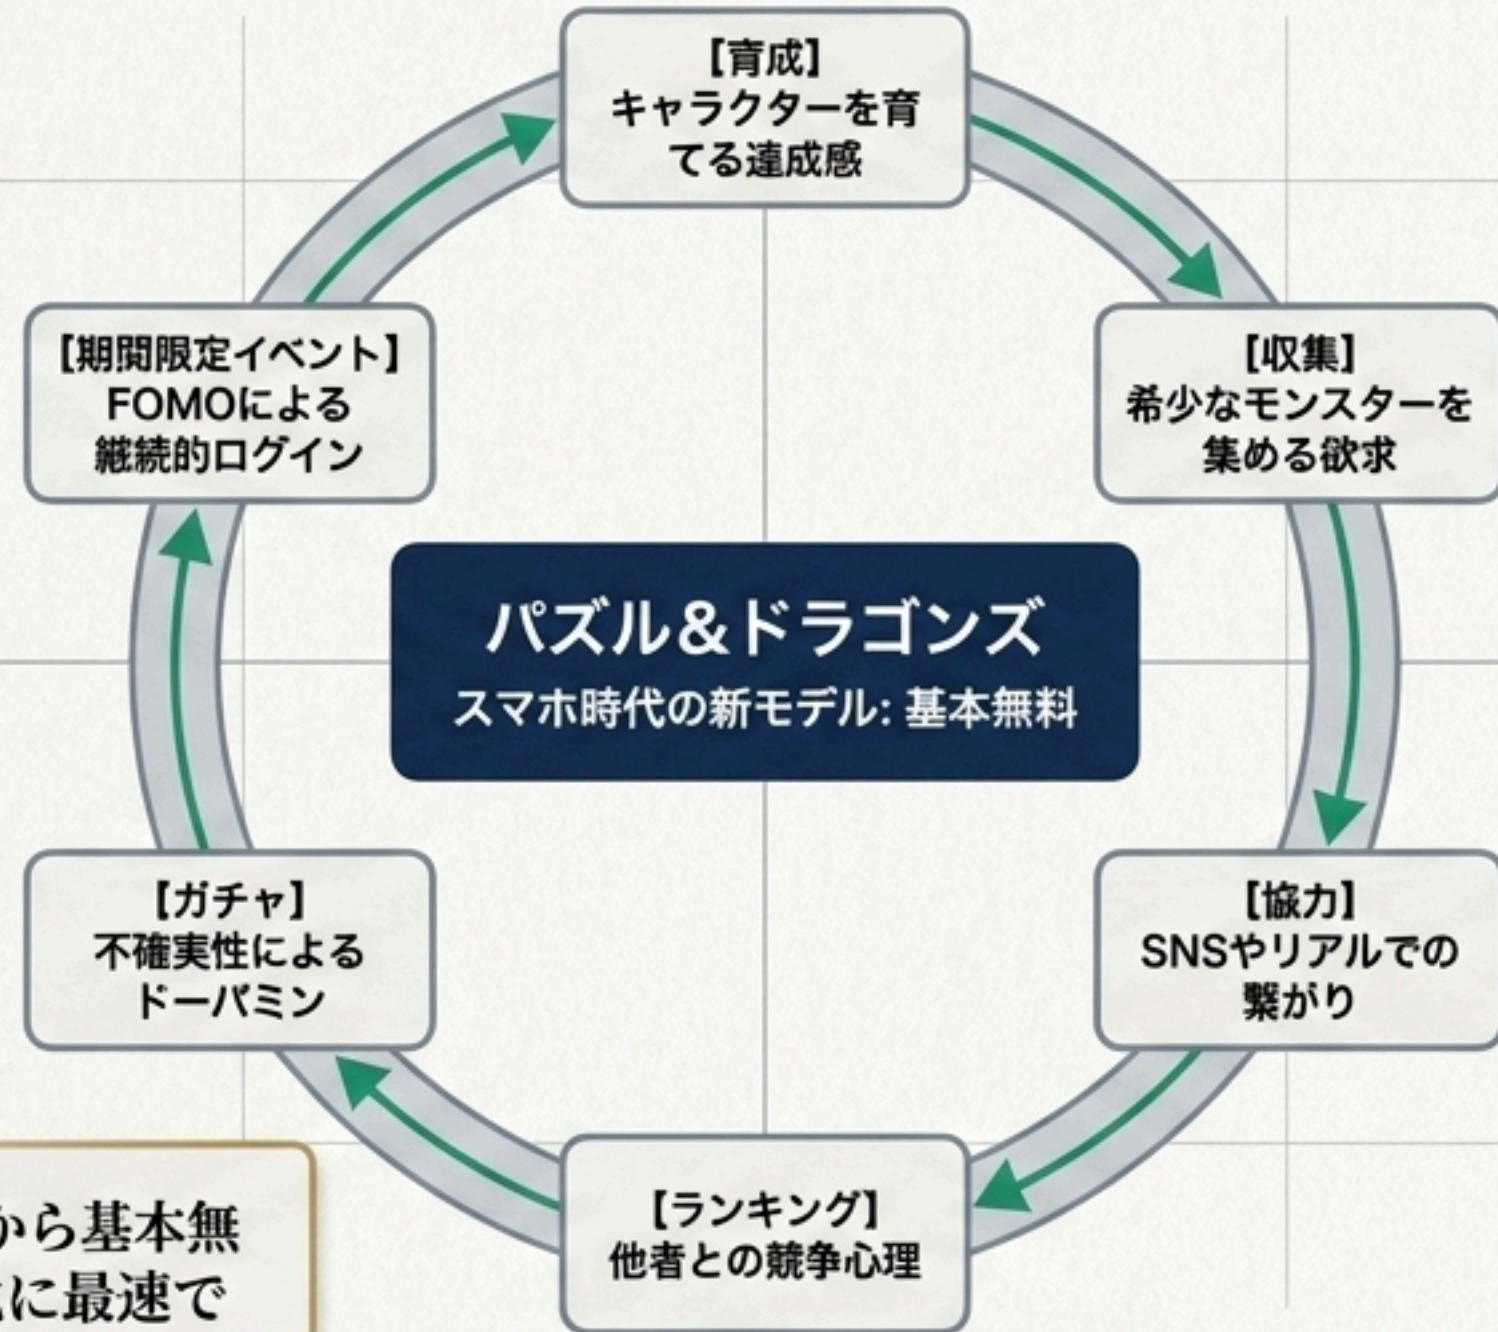 【育成】
キャラクターを育
てる達成感
【期間限定イベント】
FOMOによる
継続的ログイン
【収集】
希少なモンスターを
集める欲求
パズル&ドラゴンズ
スマホ時代の新モデル: 基本無料
【ガチャ】
不確実性による
ドーパミン
【協力】
SNSやリアルでの
繋がり
【ランキング】
他者との競争心理
から基本無
に最速で